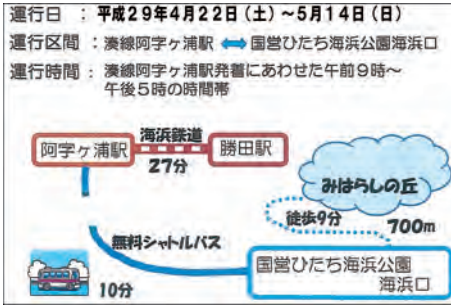 運行日 : 平成29年4月22日(土)～5月14日(日)
運行区間 : 湊線阿字ヶ浦駅 ⟺ 国営ひたち海浜公園海浜口
運行時間 : 湊線阿字ヶ浦駅発着にあわせた午前9時～
午後5時の時間帯
海浜鉄道
阿字ヶ浦駅
勝田駅
27分
みはらしの丘
徒歩9分
700m
無料シャトルバス
国営ひたち海浜公園
海浜口
10分